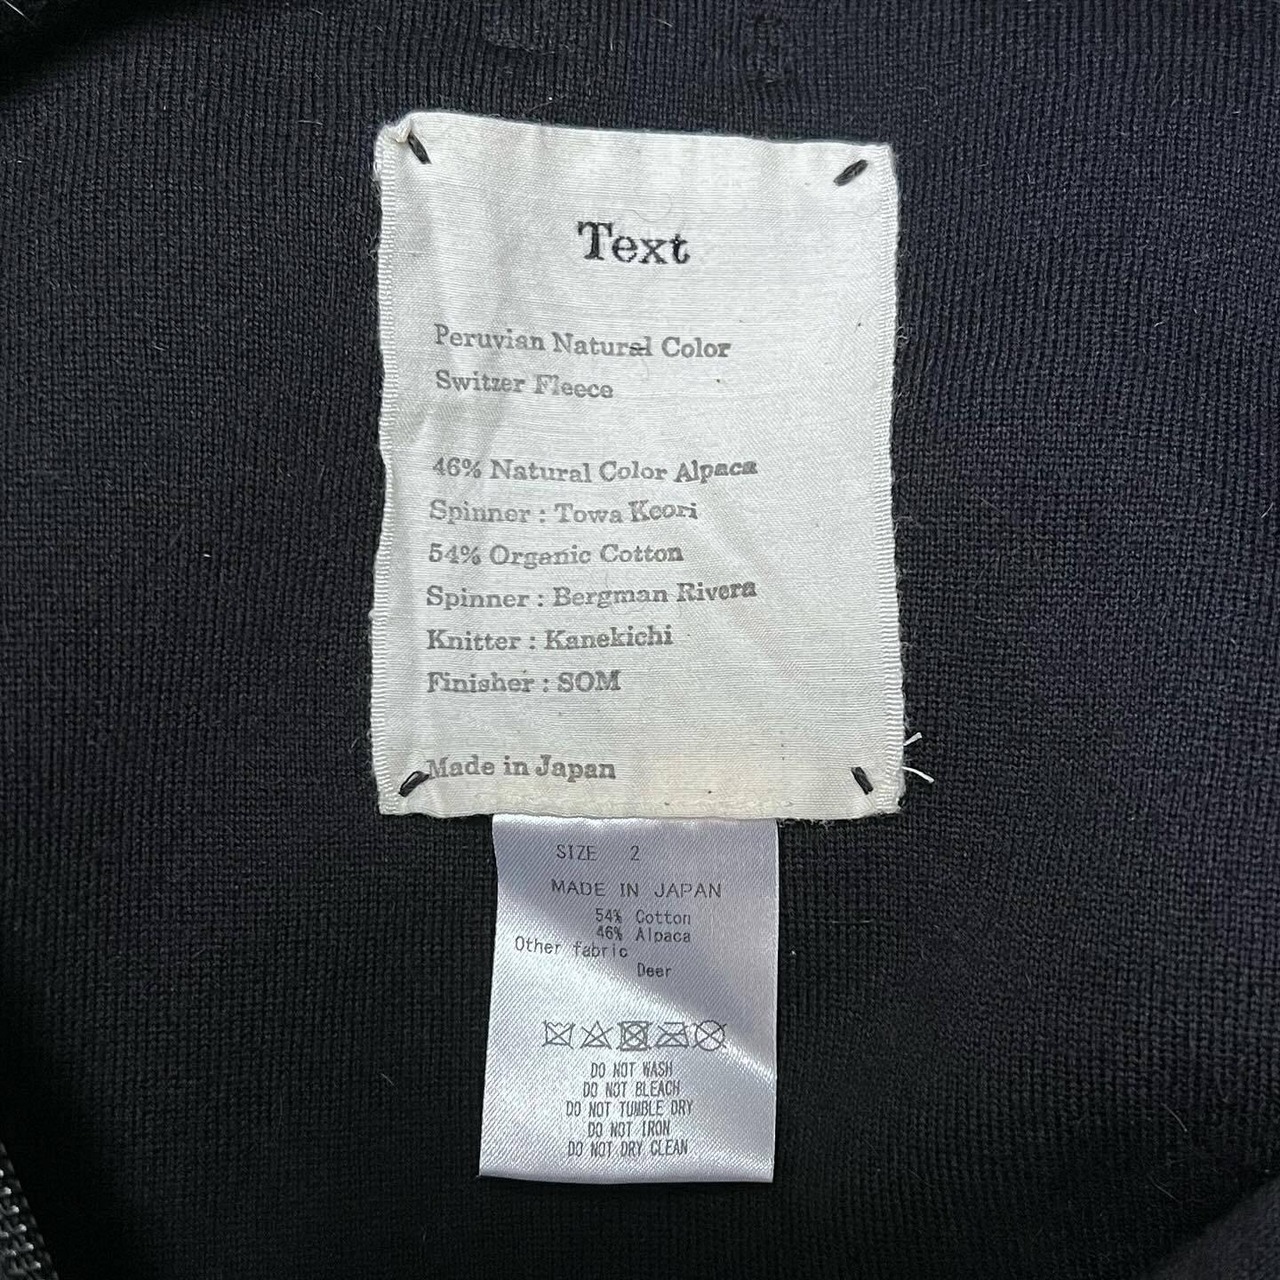 Text
Peruvian Natural Color
Switzer Fleece
46% Natural Color Alpaca
Spinner : Towa Keori
54% Organic Cotton
Spinner : Bergman Rivera
Knitter : Kanekichi
Finisher : SOM
Made in Japan
SIZE 2
MADE IN JAPAN
54% Cotton
46% Alpaca
Other fabric
Deer
DO NOT WASH
DO NOT BLEACH
DO NOT TUMBLE DRY
DO NOT IRON
DO NOT DRY CLEAN